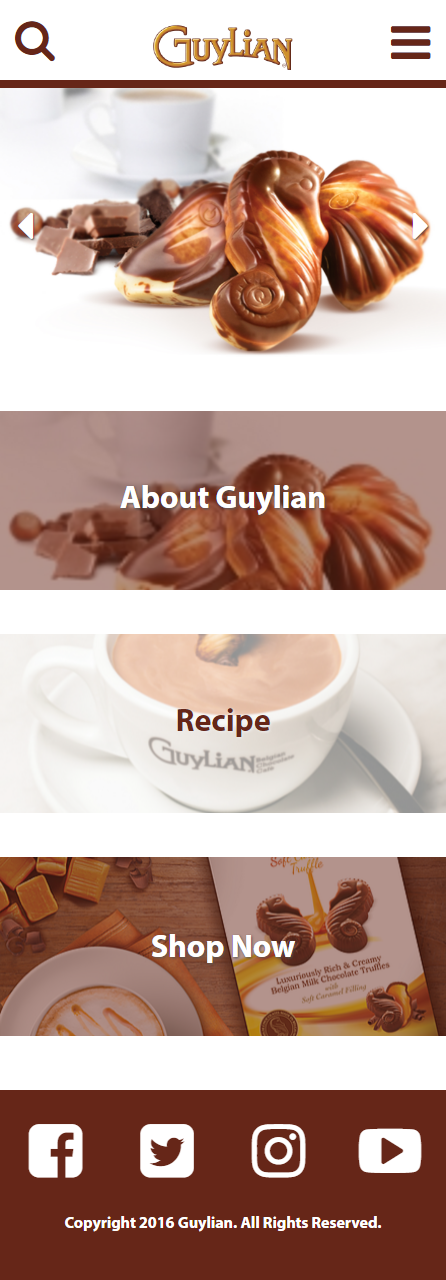 GUYLIAN
About Guylian
Recipe
GUYLIAN Belgian
Chocolate
Café
Soft Caramel
Truffle
Shop Now
Luxuriously Rich & Creamy
Belgian Milk Chocolate Truffles
with
Soft Caramel Filling
Copyright 2016 Guylian. All Rights Reserved.